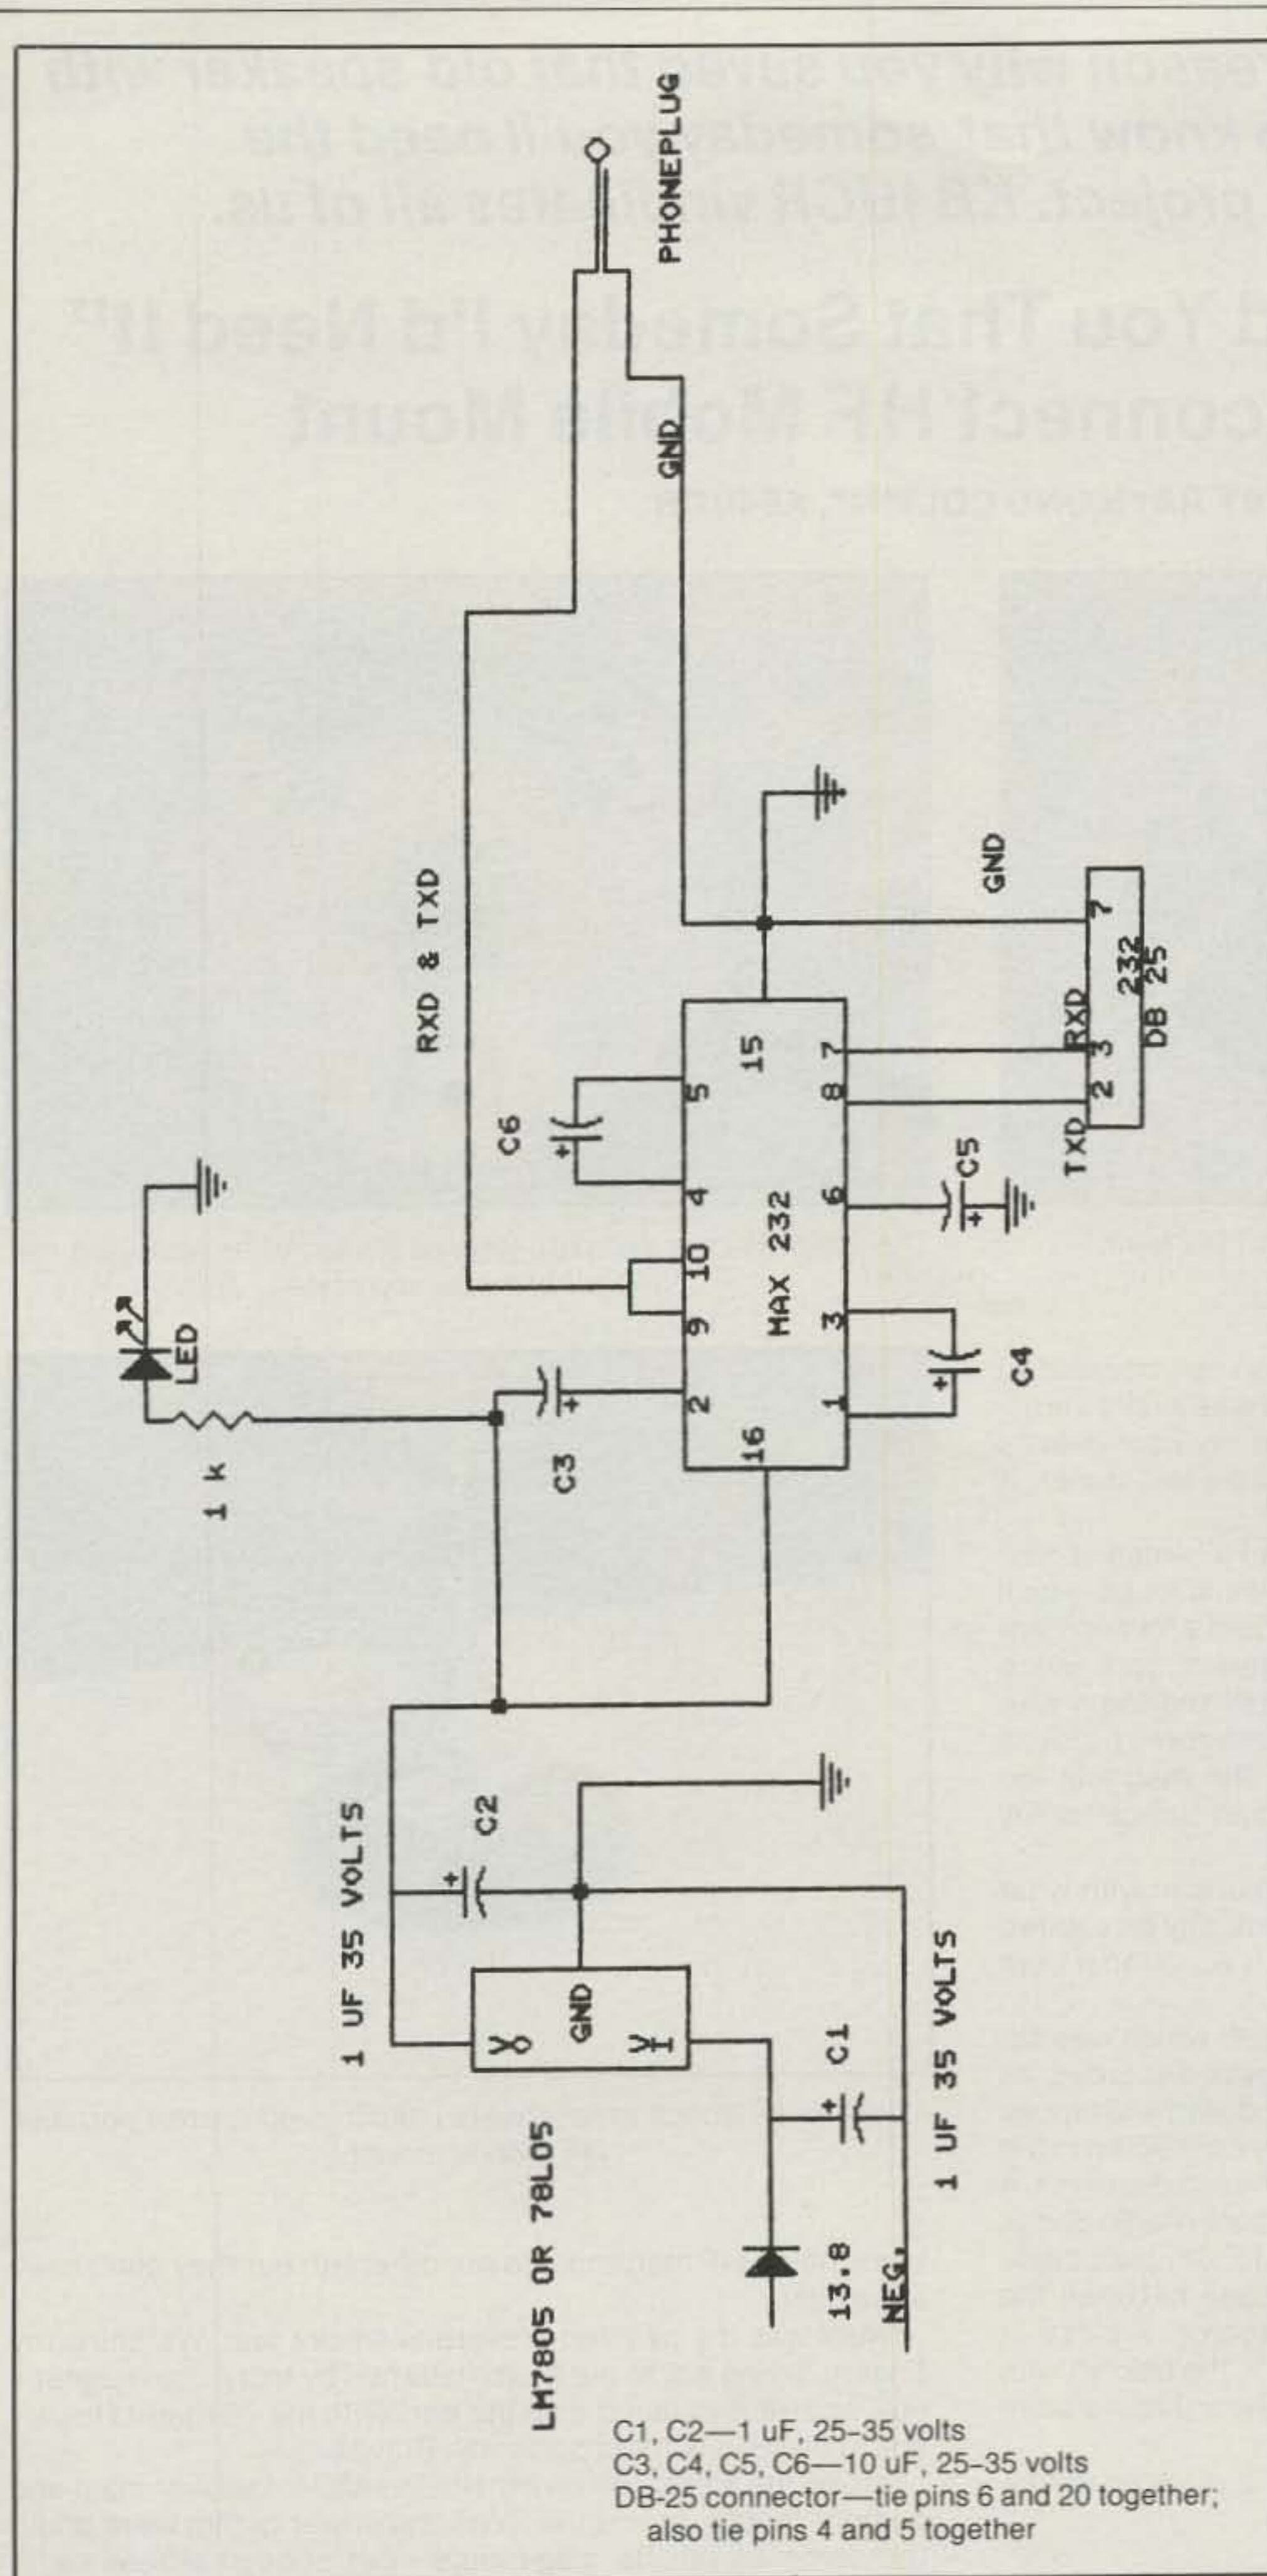 LED
1 k
1 UF 35 VOLTS
RXD & TXD
C2
C6
VO
LM7805 OR 78L05
C3
GND
VI
GND
PHONEPLUG
2 9 10 4 5
16 15
MAX 232
1 3 6 8 7
C1
13.8
NEG.
1 UF 35 VOLTS
C5
GND
C4
TXD RXD
2 3 7
232
DB 25
C1, C2—1 uF, 25–35 volts
C3, C4, C5, C6—10 uF, 25–35 volts
DB-25 connector—tie pins 6 and 20 together;
also tie pins 4 and 5 together